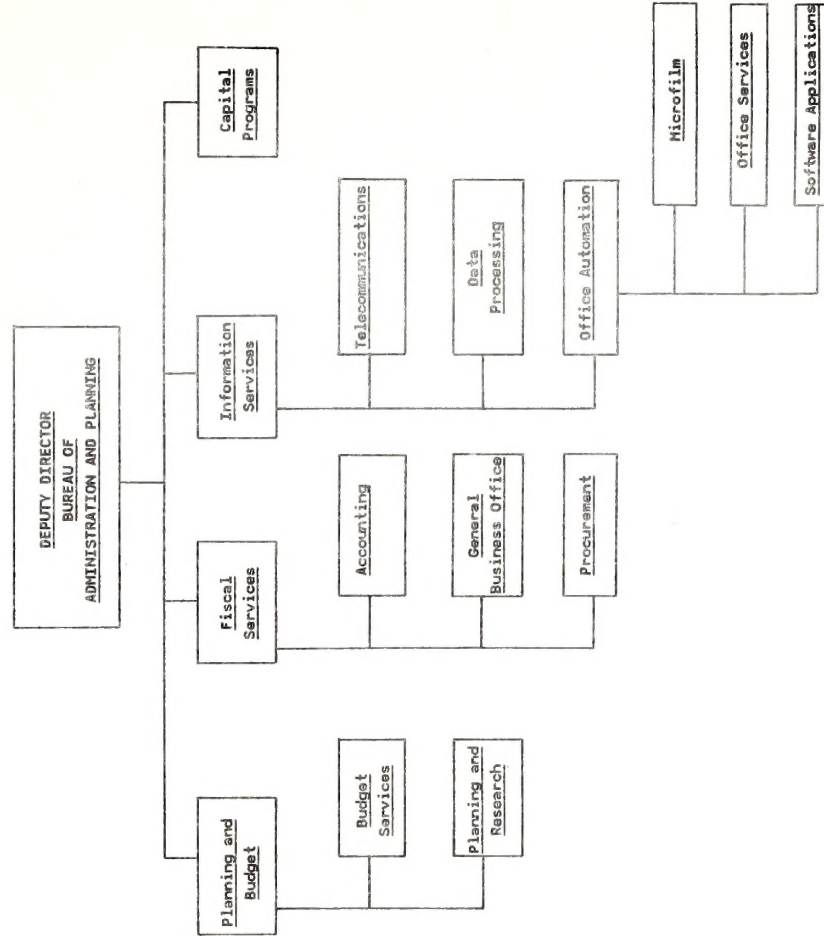 DEPUTY DIRECTOR
BUREAU OF
ADMINISTRATION AND PLANNING
Planning and
Budget
Fiscal
Services
Information
Services
Capital
Programs
Budget
Services
Planning and
Research
Accounting
General
Business Office
Procurement
Telecommunications
Data
Processing
Office Automation
Microfilm
Office Services
Software Applications